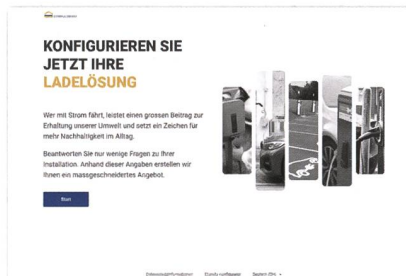 KONFIGURIEREN SIE
JETZT IHRE
LADELÖSUNG
Wer mit Strom fährt, leistet einen grossen Beitrag zur
Erhaltung unserer Umwelt und setzt ein Zeichen für
mehr Nachhaltigkeit im Alltag.
Beantworten Sie nur wenige Fragen zu Ihrer
Installation. Anhand dieser Angaben erstellen wir
Ihnen ein massgeschneidertes Angebot.
Start